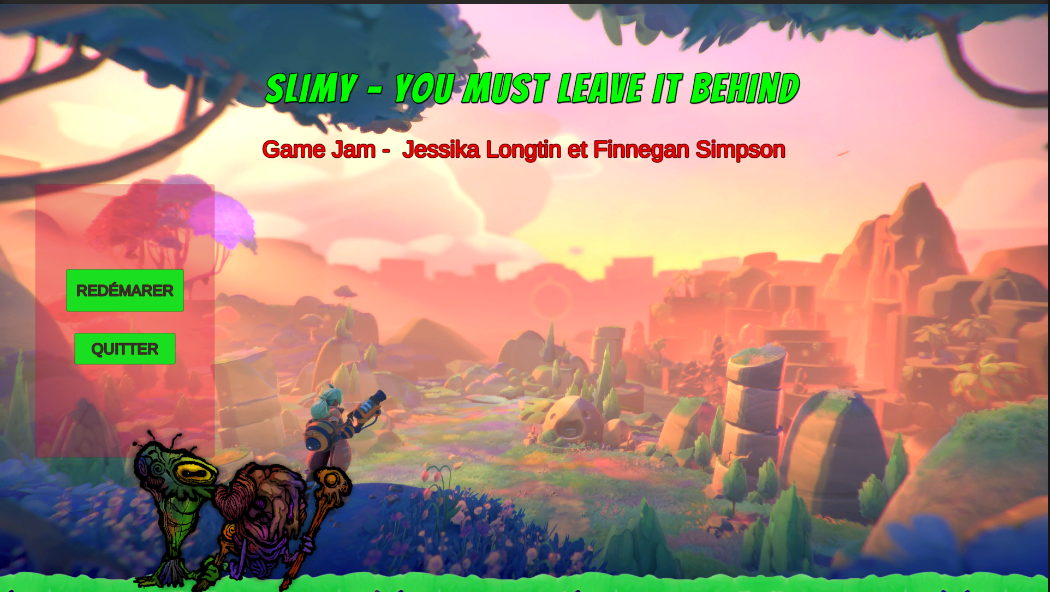 SLIMY - YOU MUST LEAVE IT BEHIND
Game Jam - Jessika Longtin et Finnegan Simpson
REDÉMARER
QUITTER